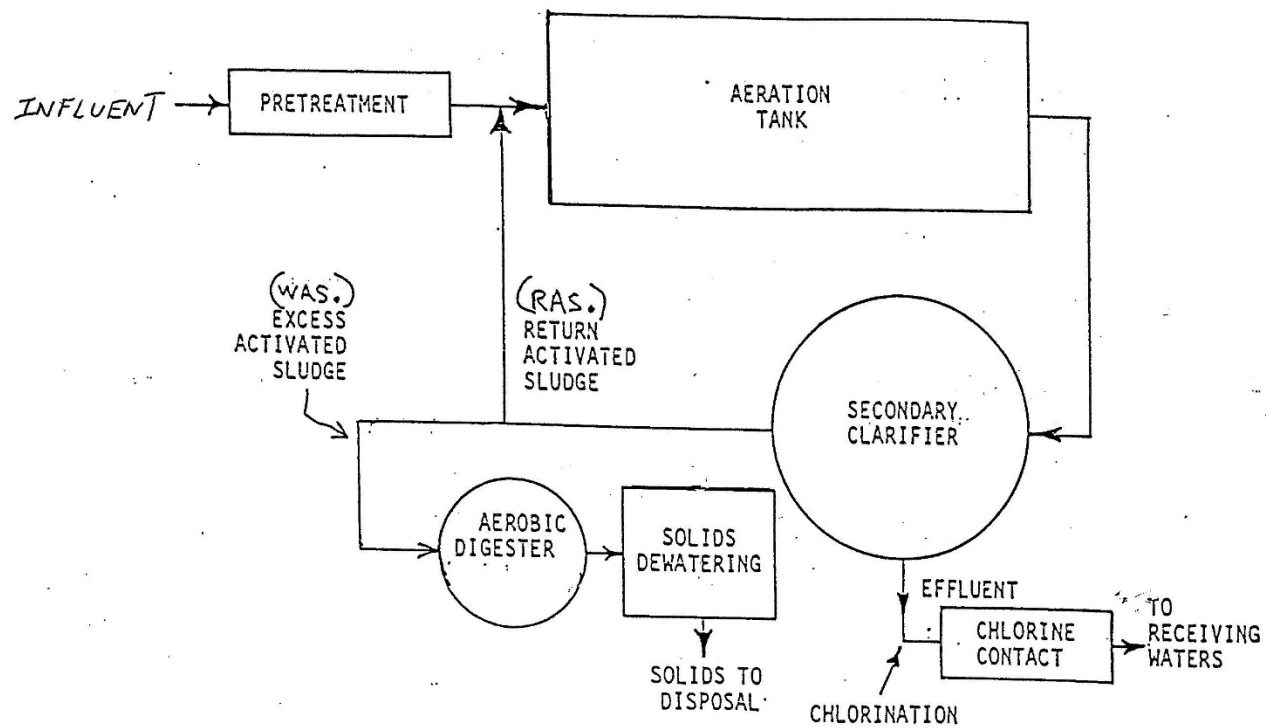 AERATION
TANK
INFLUENT
PRETREATMENT
(WAS.)
EXCESS
ACTIVATED
SLUDGE
(RAS.)
RETURN
ACTIVATED
SLUDGE
SECONDARY
CLARIFIER
AEROBIC
DIGESTER
SOLIDS
DEWATERING
SOLIDS TO
DISPOSAL
EFFLUENT
CHLORINE
CONTACT
TO
RECEIVING
WATERS
CHLORINATION